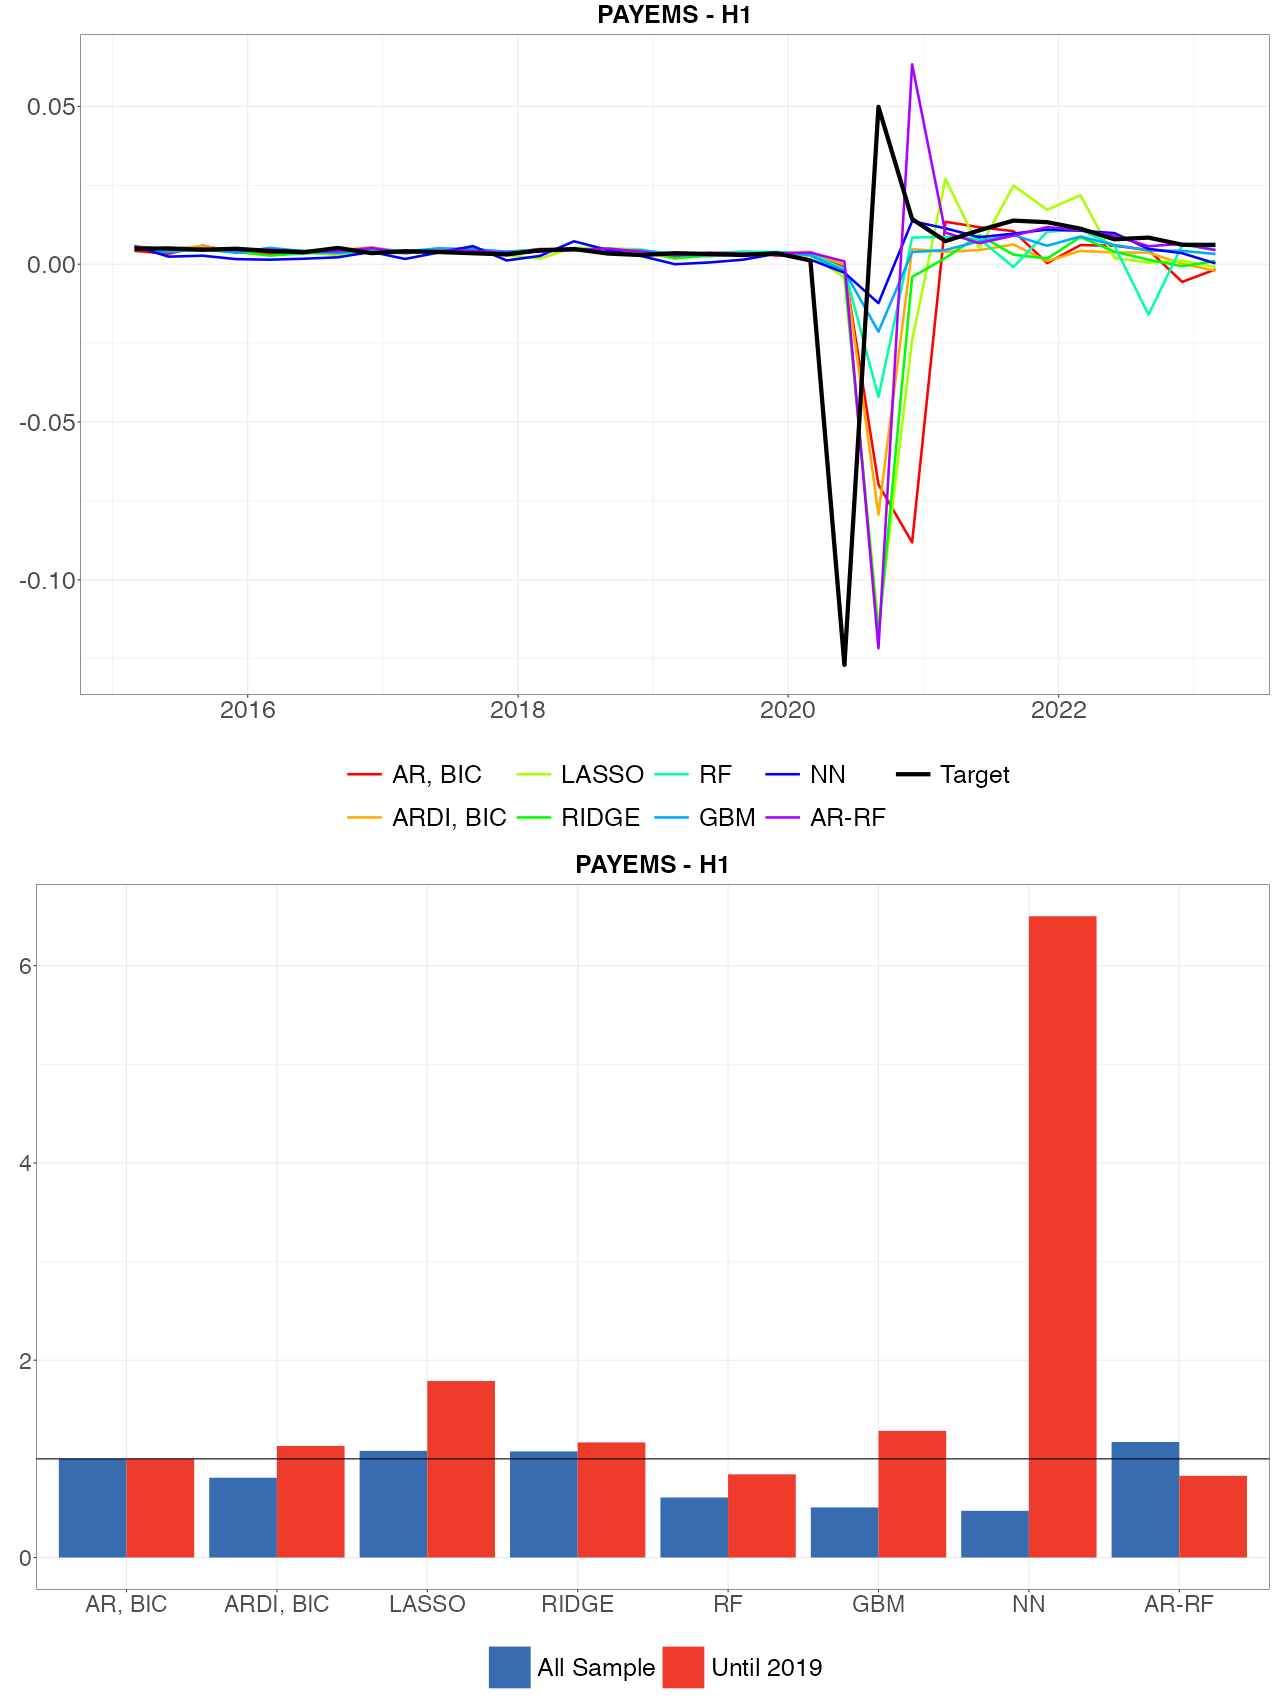 PAYEMS - H1
0.05
0.00
-0.05
-0.10
2016 2018 2020 2022
AR, BIC LASSO RF NN Target
ARDI, BIC RIDGE GBM AR-RF
PAYEMS - H1
6
4
2
0
AR, BIC ARDI, BIC LASSO RIDGE RF GBM NN AR-RF
All Sample Until 2019